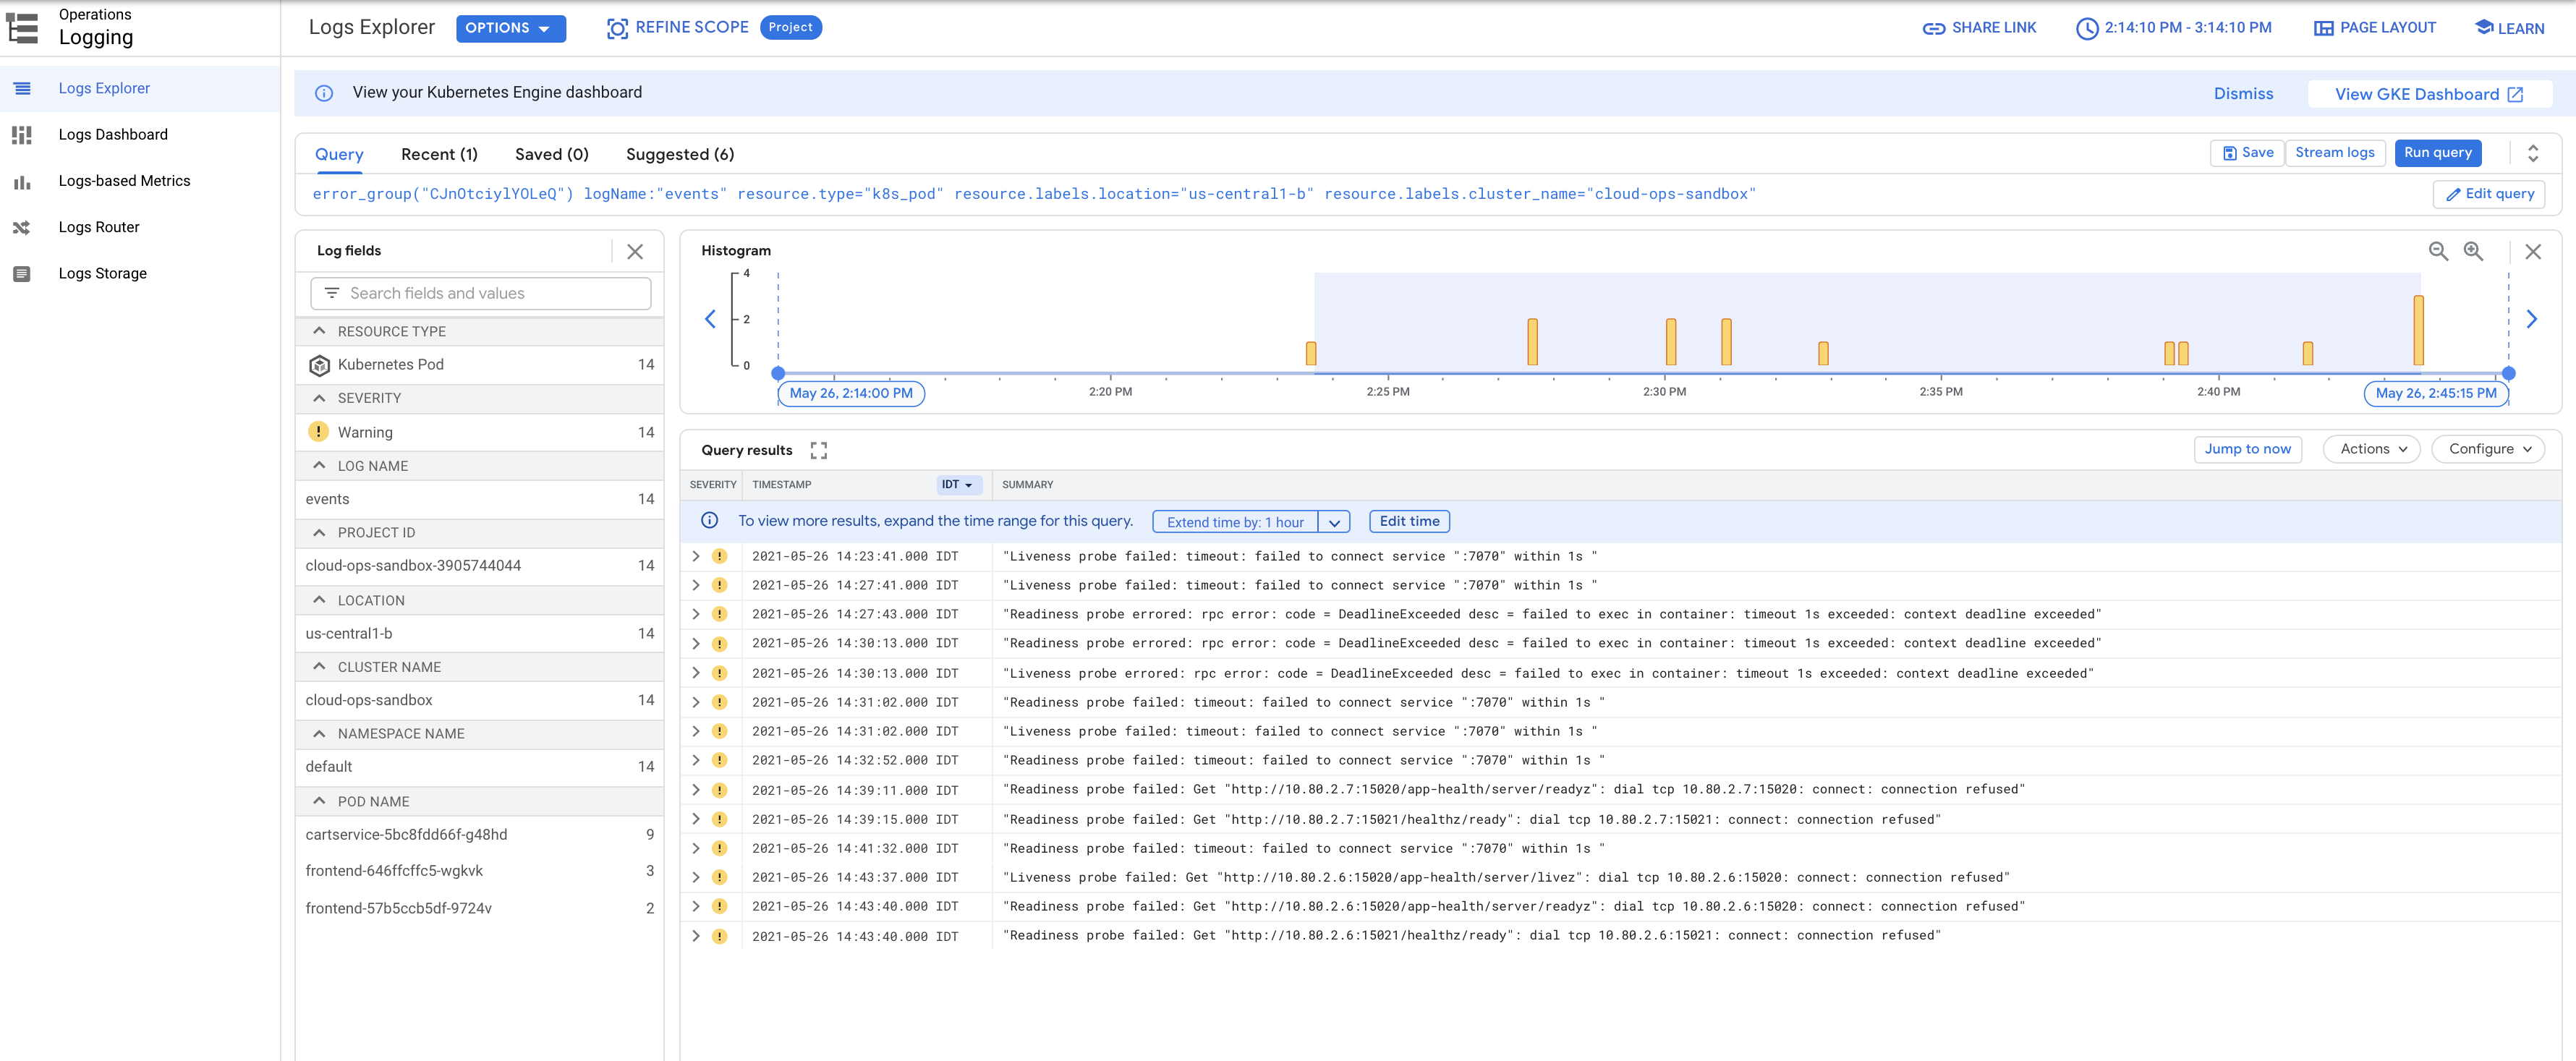 Operations
Logging
Logs Explorer
OPTIONS
REFINE SCOPE
Project
SHARE LINK
2:14:10 PM - 3:14:10 PM
PAGE LAYOUT
LEARN
Logs Explorer
Logs Dashboard
Logs-based Metrics
Logs Router
Logs Storage
View your Kubernetes Engine dashboard
Dismiss
View GKE Dashboard
Query
Recent (1)
Saved (0)
Suggested (6)
Save
Stream logs
Run query
error_group("CJnOtciylYOLeQ") logName:"events" resource.type="k8s_pod" resource.labels.location="us-central1-b" resource.labels.cluster_name="cloud-ops-sandbox"
Edit query
Log fields
Search fields and values
RESOURCE TYPE
Kubernetes Pod 14
SEVERITY
Warning 14
LOG NAME
events 14
PROJECT ID
cloud-ops-sandbox-3905744044 14
LOCATION
us-central1-b 14
CLUSTER NAME
cloud-ops-sandbox 14
NAMESPACE NAME
default 14
POD NAME
cartservice-5bc8fdd66f-g48hd 9
frontend-646ffcffc5-wgkvk 3
frontend-57b5ccb5df-9724v 2
Histogram
4
2
0
May 26, 2:14:00 PM
2:20 PM
2:25 PM
2:30 PM
2:35 PM
2:40 PM
May 26, 2:45:15 PM
Query results
Jump to now
Actions
Configure
SEVERITY TIMESTAMP IDT SUMMARY
To view more results, expand the time range for this query. Extend time by: 1 hour Edit time
2021-05-26 14:23:41.000 IDT "Liveness probe failed: timeout: failed to connect service ":7070" within 1s "
2021-05-26 14:27:41.000 IDT "Liveness probe failed: timeout: failed to connect service ":7070" within 1s "
2021-05-26 14:27:43.000 IDT "Readiness probe errored: rpc error: code = DeadlineExceeded desc = failed to exec in container: timeout 1s exceeded: context deadline exceeded"
2021-05-26 14:30:13.000 IDT "Readiness probe errored: rpc error: code = DeadlineExceeded desc = failed to exec in container: timeout 1s exceeded: context deadline exceeded"
2021-05-26 14:30:13.000 IDT "Liveness probe errored: rpc error: code = DeadlineExceeded desc = failed to exec in container: timeout 1s exceeded: context deadline exceeded"
2021-05-26 14:31:02.000 IDT "Readiness probe failed: timeout: failed to connect service ":7070" within 1s "
2021-05-26 14:31:02.000 IDT "Liveness probe failed: timeout: failed to connect service ":7070" within 1s "
2021-05-26 14:32:52.000 IDT "Readiness probe failed: timeout: failed to connect service ":7070" within 1s "
2021-05-26 14:39:11.000 IDT "Readiness probe failed: Get "http://10.80.2.7:15020/app-health/server/readyz": dial tcp 10.80.2.7:15020: connect: connection refused"
2021-05-26 14:39:15.000 IDT "Readiness probe failed: Get "http://10.80.2.7:15021/healthz/ready": dial tcp 10.80.2.7:15021: connect: connection refused"
2021-05-26 14:41:32.000 IDT "Readiness probe failed: timeout: failed to connect service ":7070" within 1s "
2021-05-26 14:43:37.000 IDT "Liveness probe failed: Get "http://10.80.2.6:15020/app-health/server/livez": dial tcp 10.80.2.6:15020: connect: connection refused"
2021-05-26 14:43:40.000 IDT "Readiness probe failed: Get "http://10.80.2.6:15020/app-health/server/readyz": dial tcp 10.80.2.6:15020: connect: connection refused"
2021-05-26 14:43:40.000 IDT "Readiness probe failed: Get "http://10.80.2.6:15021/healthz/ready": dial tcp 10.80.2.6:15021: connect: connection refused"